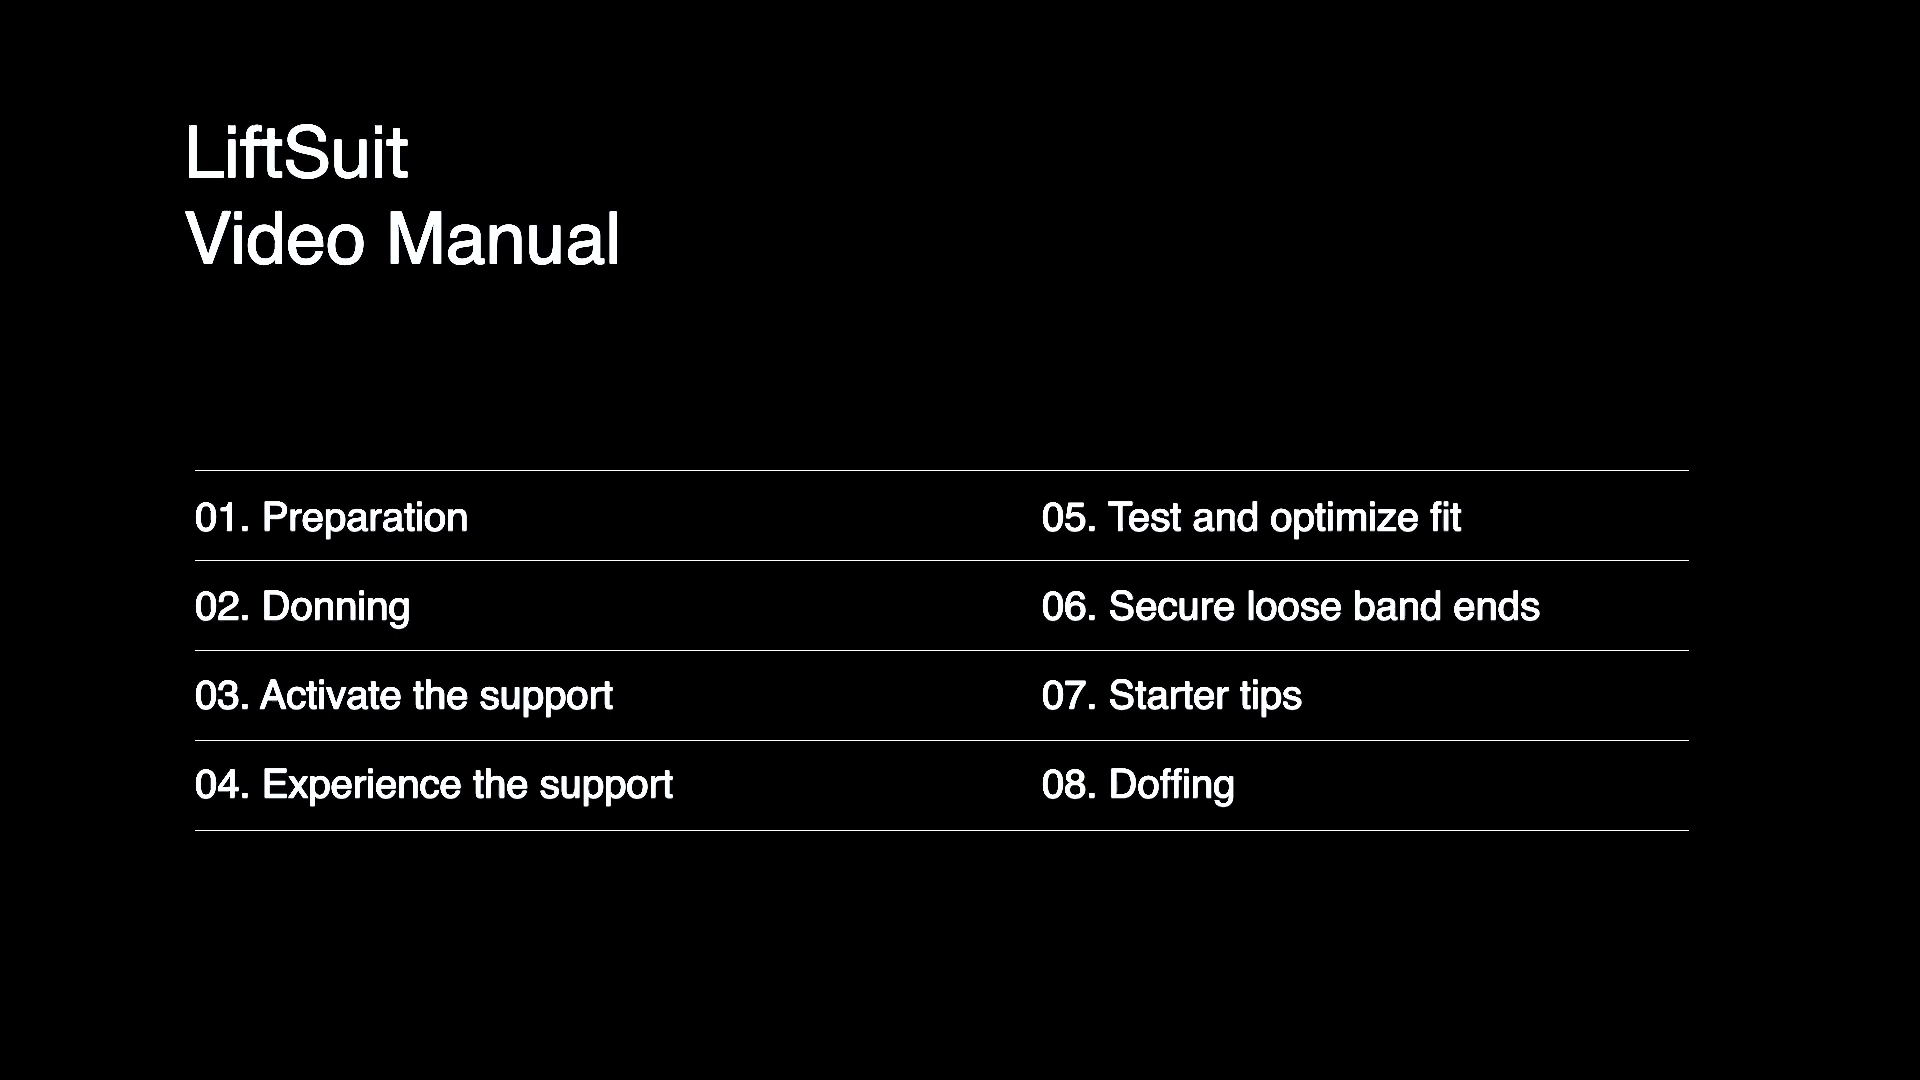 LiftSuit
Video Manual
01. Preparation
02. Donning
03. Activate the support
04. Experience the support
05. Test and optimize fit
06. Secure loose band ends
07. Starter tips
08. Doffing